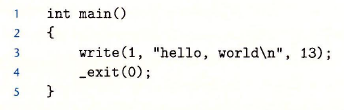 1 int main()
2 {
3     write(1, "hello, world\n", 13);
4     _exit(0);
5 }